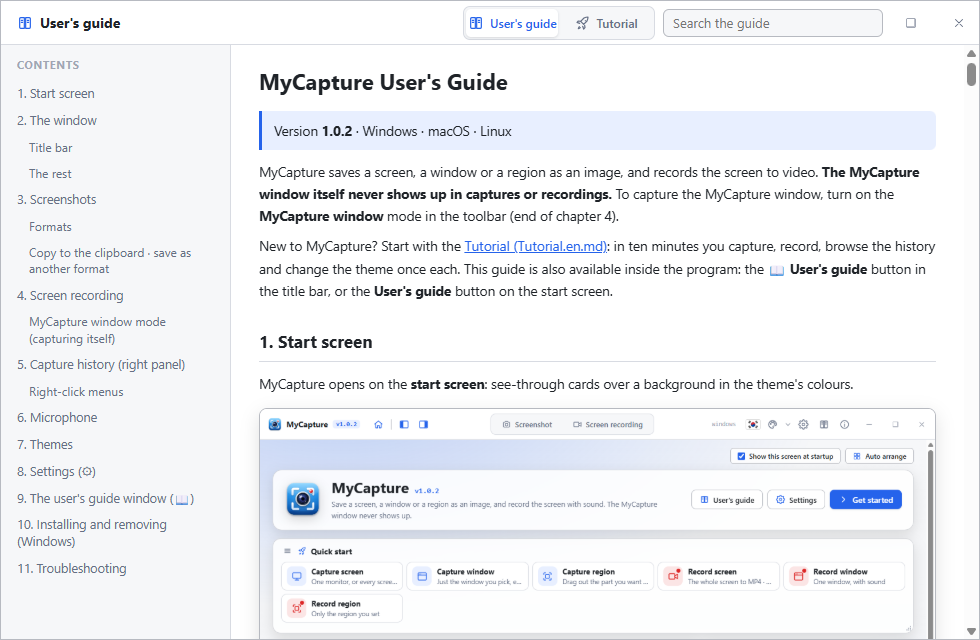 User's guide
User's guide
Tutorial
Search the guide
CONTENTS
1. Start screen
2. The window
Title bar
The rest
3. Screenshots
Formats
Copy to the clipboard · save as
another format
4. Screen recording
MyCapture window mode
(capturing itself)
5. Capture history (right panel)
Right-click menus
6. Microphone
7. Themes
8. Settings (⚙)
9. The user's guide window (📖)
10. Installing and removing
(Windows)
11. Troubleshooting
MyCapture User's Guide
Version 1.0.2 · Windows · macOS · Linux
MyCapture saves a screen, a window or a region as an image, and records the screen to video. The MyCapture
window itself never shows up in captures or recordings. To capture the MyCapture window, turn on the
MyCapture window mode in the toolbar (end of chapter 4).
New to MyCapture? Start with the Tutorial (Tutorial.en.md): in ten minutes you capture, record, browse the history
and change the theme once each. This guide is also available inside the program: the 📖 User's guide button in
the title bar, or the User's guide button on the start screen.
1. Start screen
MyCapture opens on the start screen: see-through cards over a background in the theme's colours.
MyCapture v1.0.2
Screenshot
Screen recording
windows
Show this screen at startup
Auto arrange
MyCapture v1.0.2
Save a screen, a window or a region as an image, and record the screen with sound. The MyCapture
window never shows up.
User's guide
Settings
Get started
Quick start
Capture screen
One monitor, or every scree...
Capture window
Just the window you pick, e...
Capture region
Drag out the part you want ...
Record screen
The whole screen to MP4 · ...
Record window
One window, with sound
Record region
Only the region you set